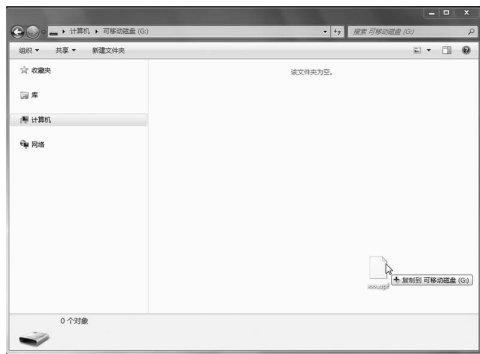 计算机 ▸ 可移动磁盘 (G:)
搜索 可移动磁盘 (G:)
组织 ▾ 共享 ▾ 新建文件夹
收藏夹
该文件夹为空。
库
计算机
网络
复制到 可移动磁盘 (G:)
0 个对象